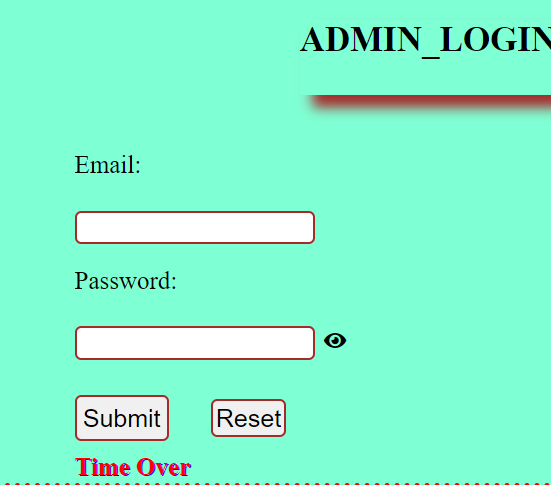 ADMIN_LOGIN
Email:
Password:
Submit Reset
Time Over